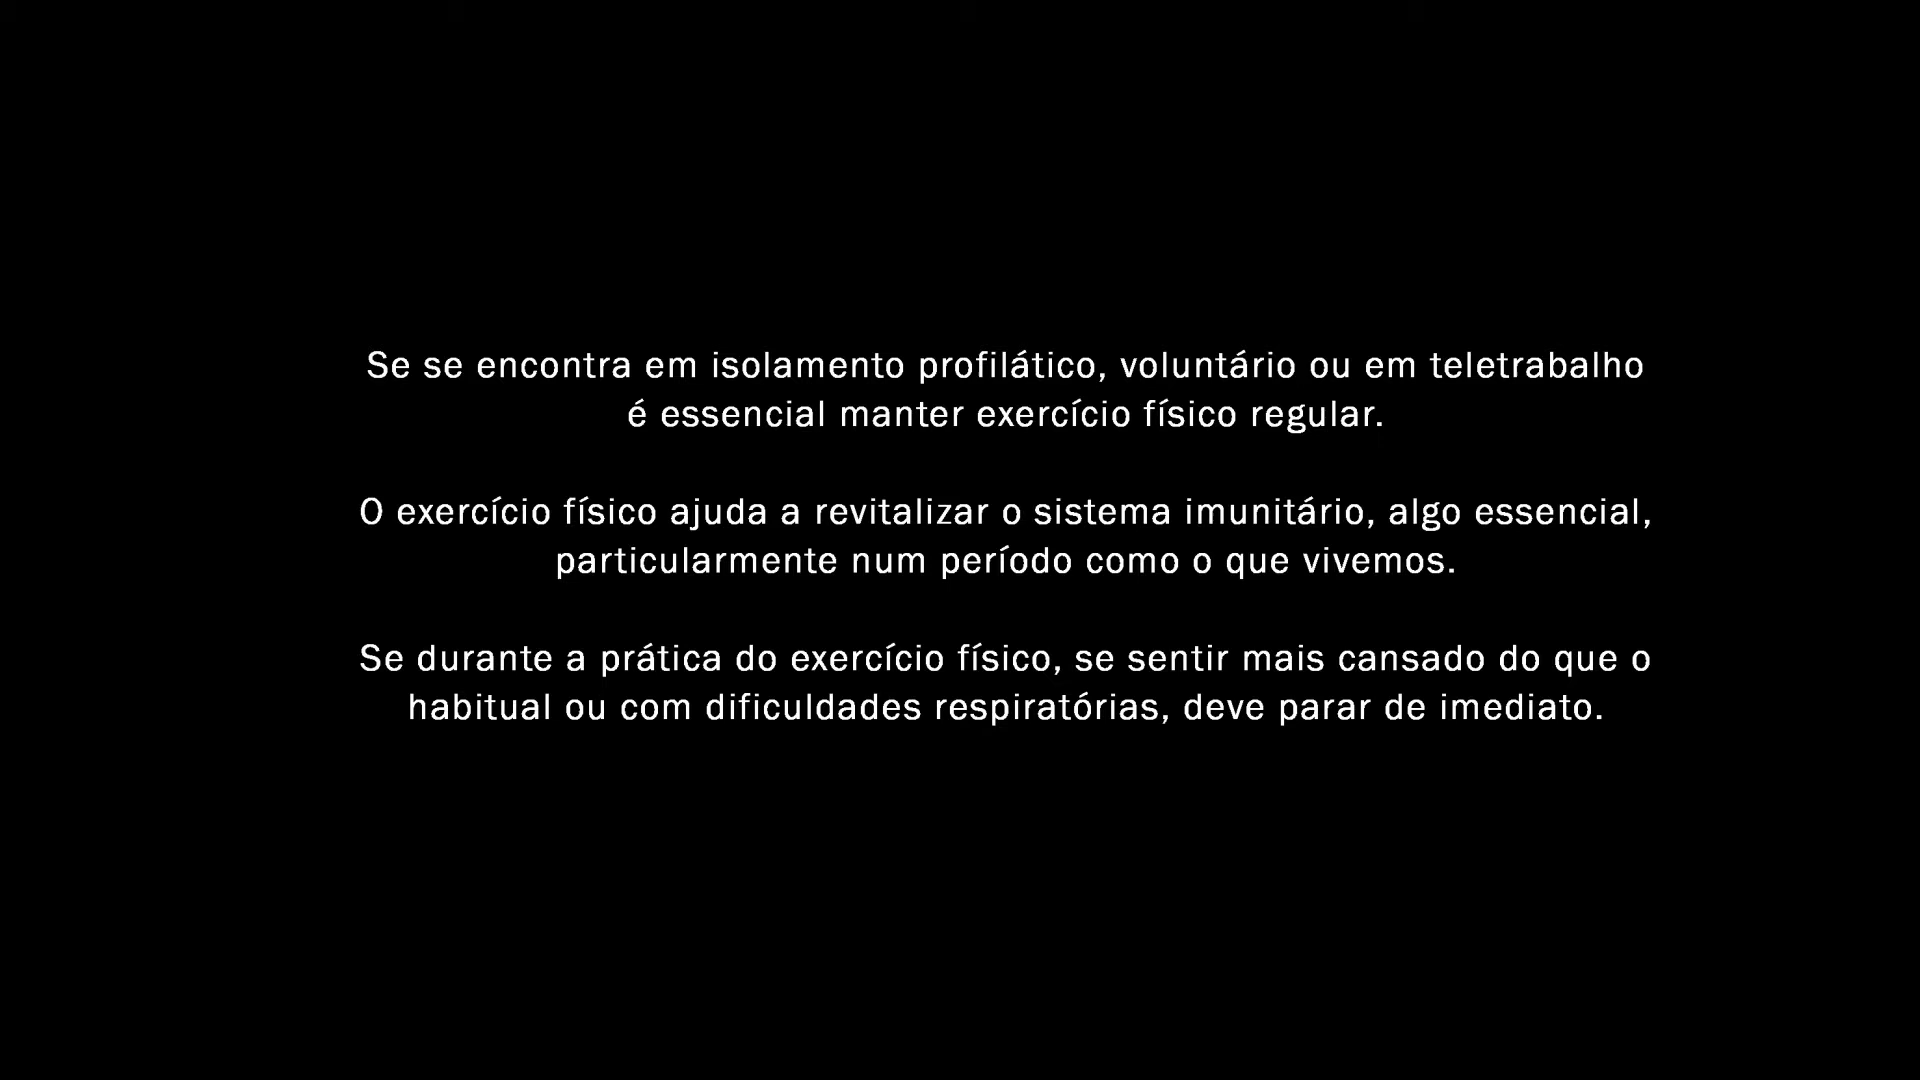 Se se encontra em isolamento profilático, voluntário ou em teletrabalho
é essencial manter exercício físico regular.
O exercício físico ajuda a revitalizar o sistema imunitário, algo essencial,
particularmente num período como o que vivemos.
Se durante a prática do exercício físico, se sentir mais cansado do que o
habitual ou com dificuldades respiratórias, deve parar de imediato.